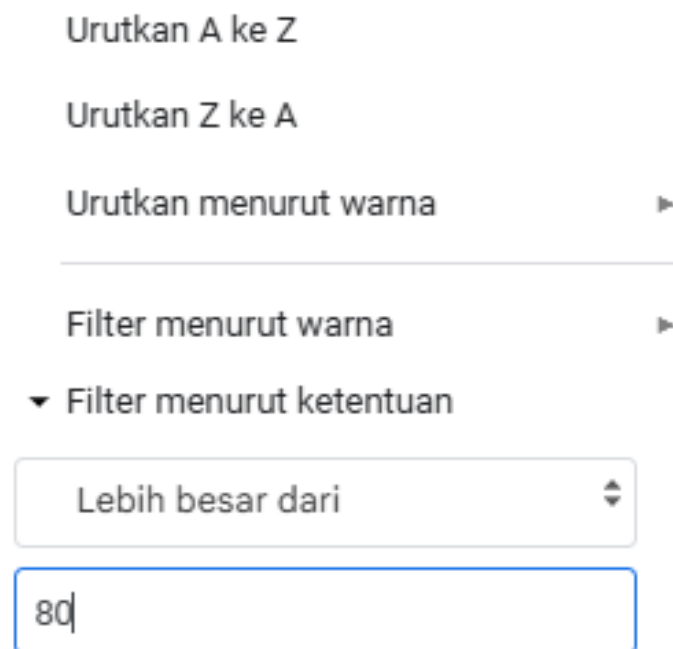 Urutkan A ke Z
Urutkan Z ke A
Urutkan menurut warna
Filter menurut warna
Filter menurut ketentuan
Lebih besar dari
80